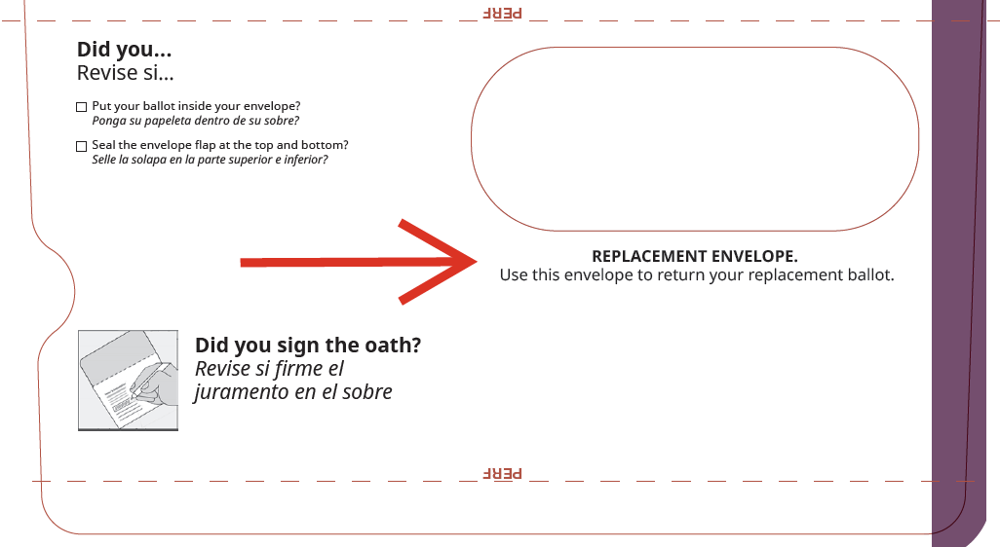 PERF
Did you...
Revise si...
Put your ballot inside your envelope?
Ponga su papeleta dentro de su sobre?
Seal the envelope flap at the top and bottom?
Selle la solapa en la parte superior e inferior?
REPLACEMENT ENVELOPE.
Use this envelope to return your replacement ballot.
Did you sign the oath?
Revise si firme el
juramento en el sobre
PERF